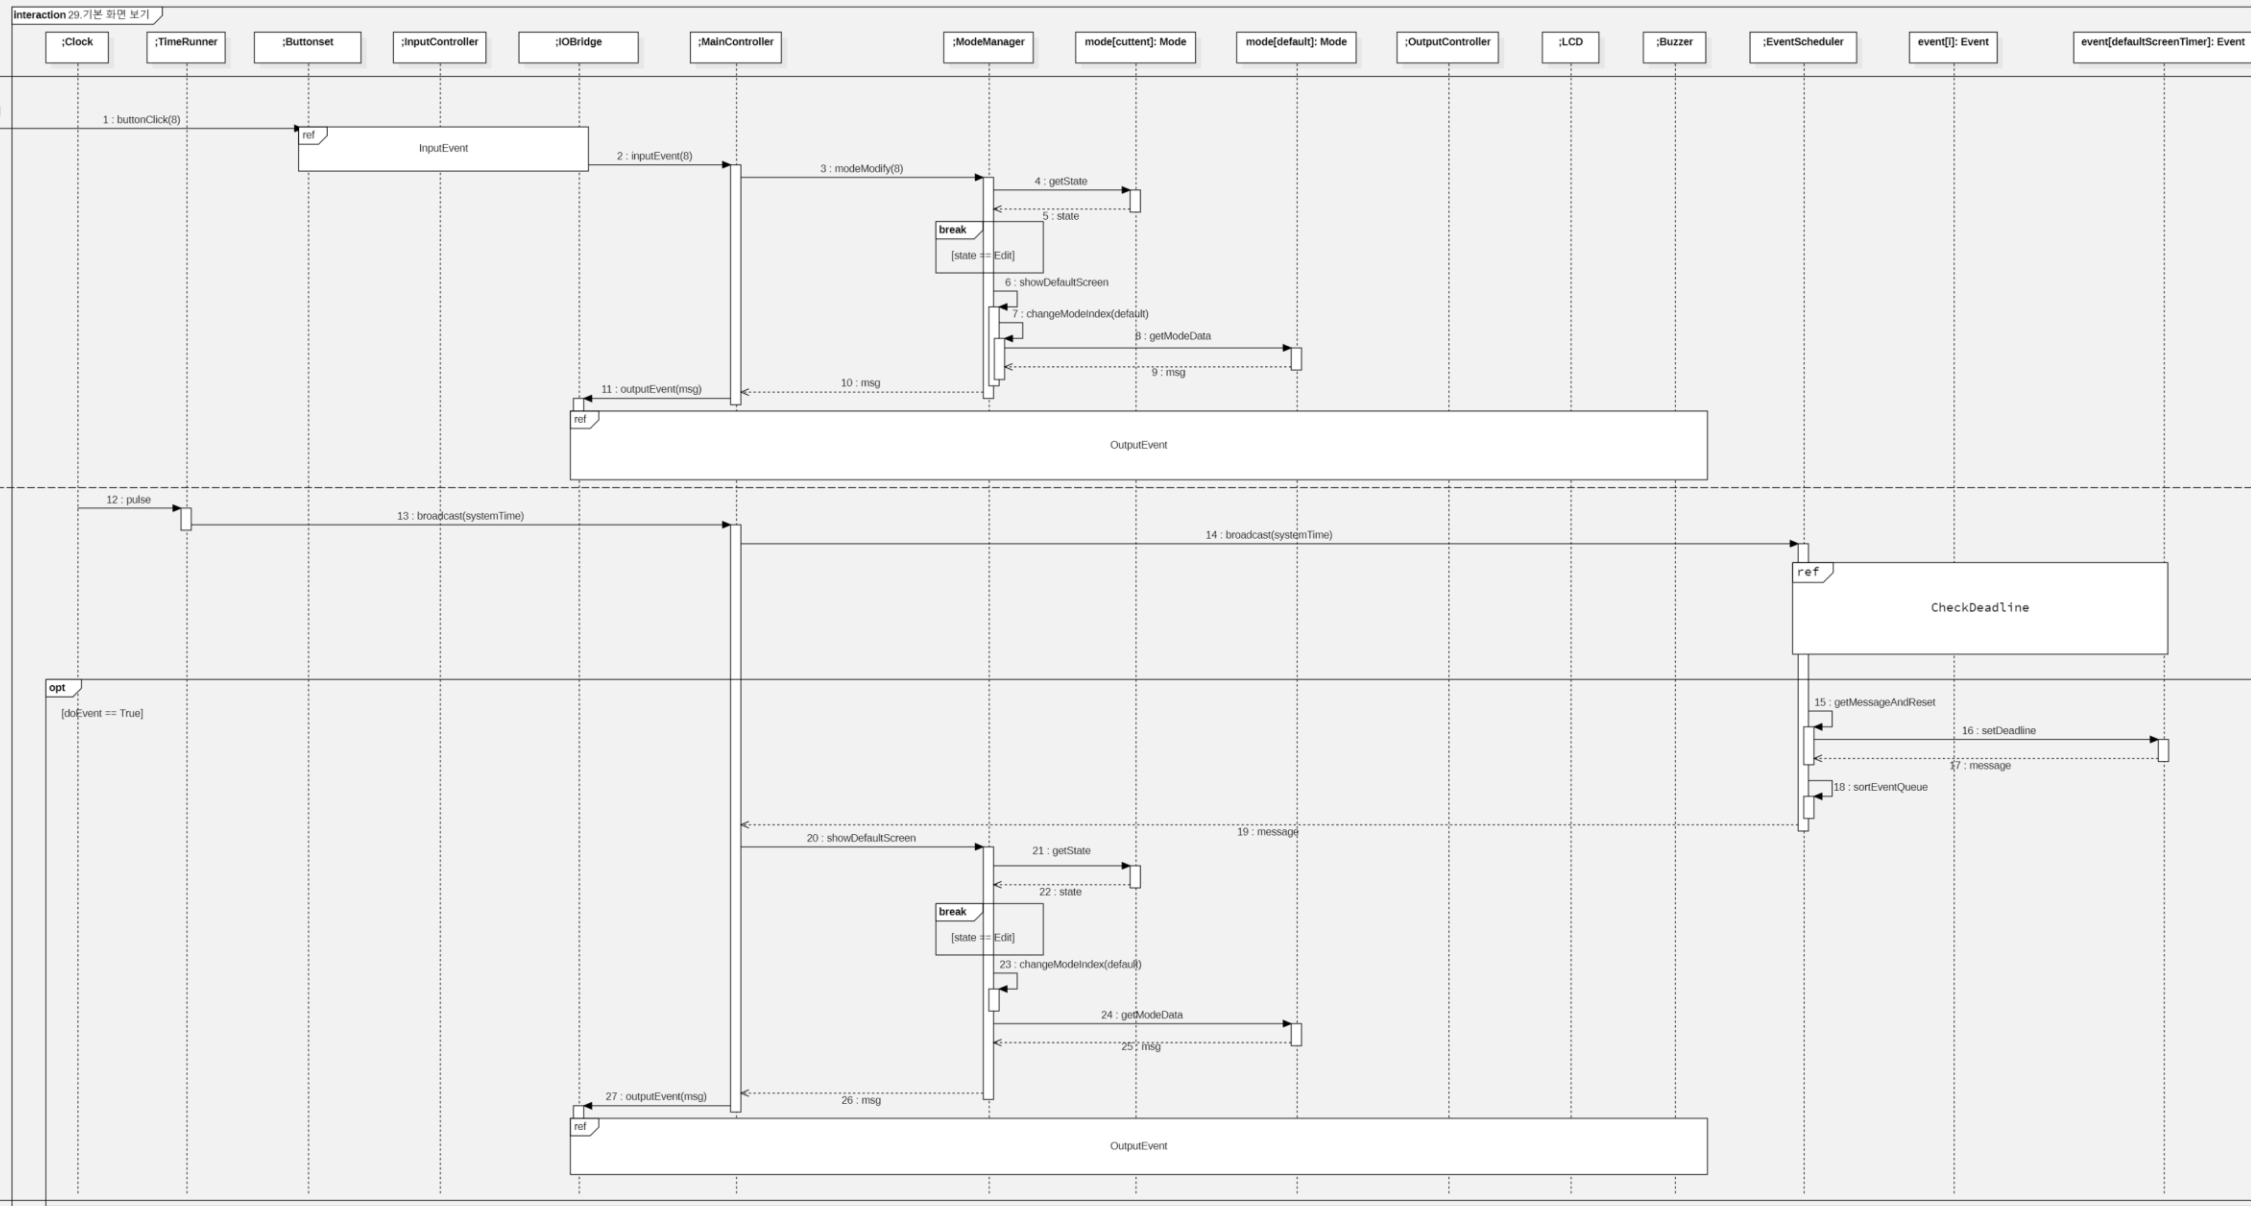 interaction 29.기본 화면 보기
;Clock
;TimeRunner
;Buttonset
;InputController
;IOBridge
;MainController
;ModeManager
mode[cuttent]: Mode
mode[default]: Mode
;OutputController
;LCD
;Buzzer
;EventScheduler
event[i]: Event
event[defaultScreenTimer]: Event
1 : buttonClick(8)
ref
InputEvent
2 : inputEvent(8)
3 : modeModify(8)
4 : getState
5 : state
break
[state == Edit]
6 : showDefaultScreen
7 : changeModeIndex(default)
8 : getModeData
9 : msg
10 : msg
11 : outputEvent(msg)
ref
OutputEvent
12 : pulse
13 : broadcast(systemTime)
14 : broadcast(systemTime)
ref
CheckDeadline
opt
[doEvent == True]
15 : getMessageAndReset
16 : setDeadline
17 : message
18 : sortEventQueue
19 : message
20 : showDefaultScreen
21 : getState
22 : state
break
[state == Edit]
23 : changeModeIndex(default)
24 : getModeData
25 : msg
26 : msg
27 : outputEvent(msg)
ref
OutputEvent